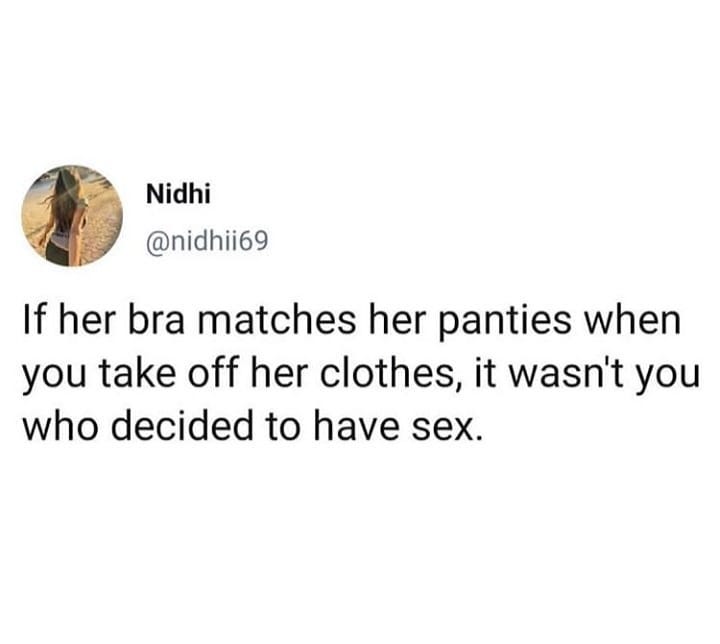 Nidhi
@nidhii69
If her bra matches her panties when
you take off her clothes, it wasn't you
who decided to have sex.